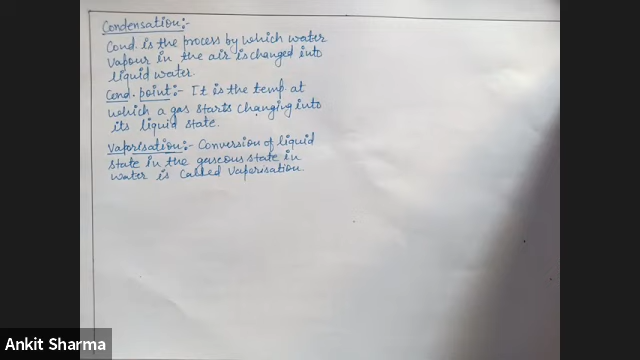 Condensation:-
Cond. is the process by which water
vapour in the air is changed into
liquid water.
Cond. point:- It is the temp. at
which a gas starts changing into
its liquid state.
Vaporisation:- Conversion of liquid
state in the gaseous state in
water is called vaporisation.
Ankit Sharma